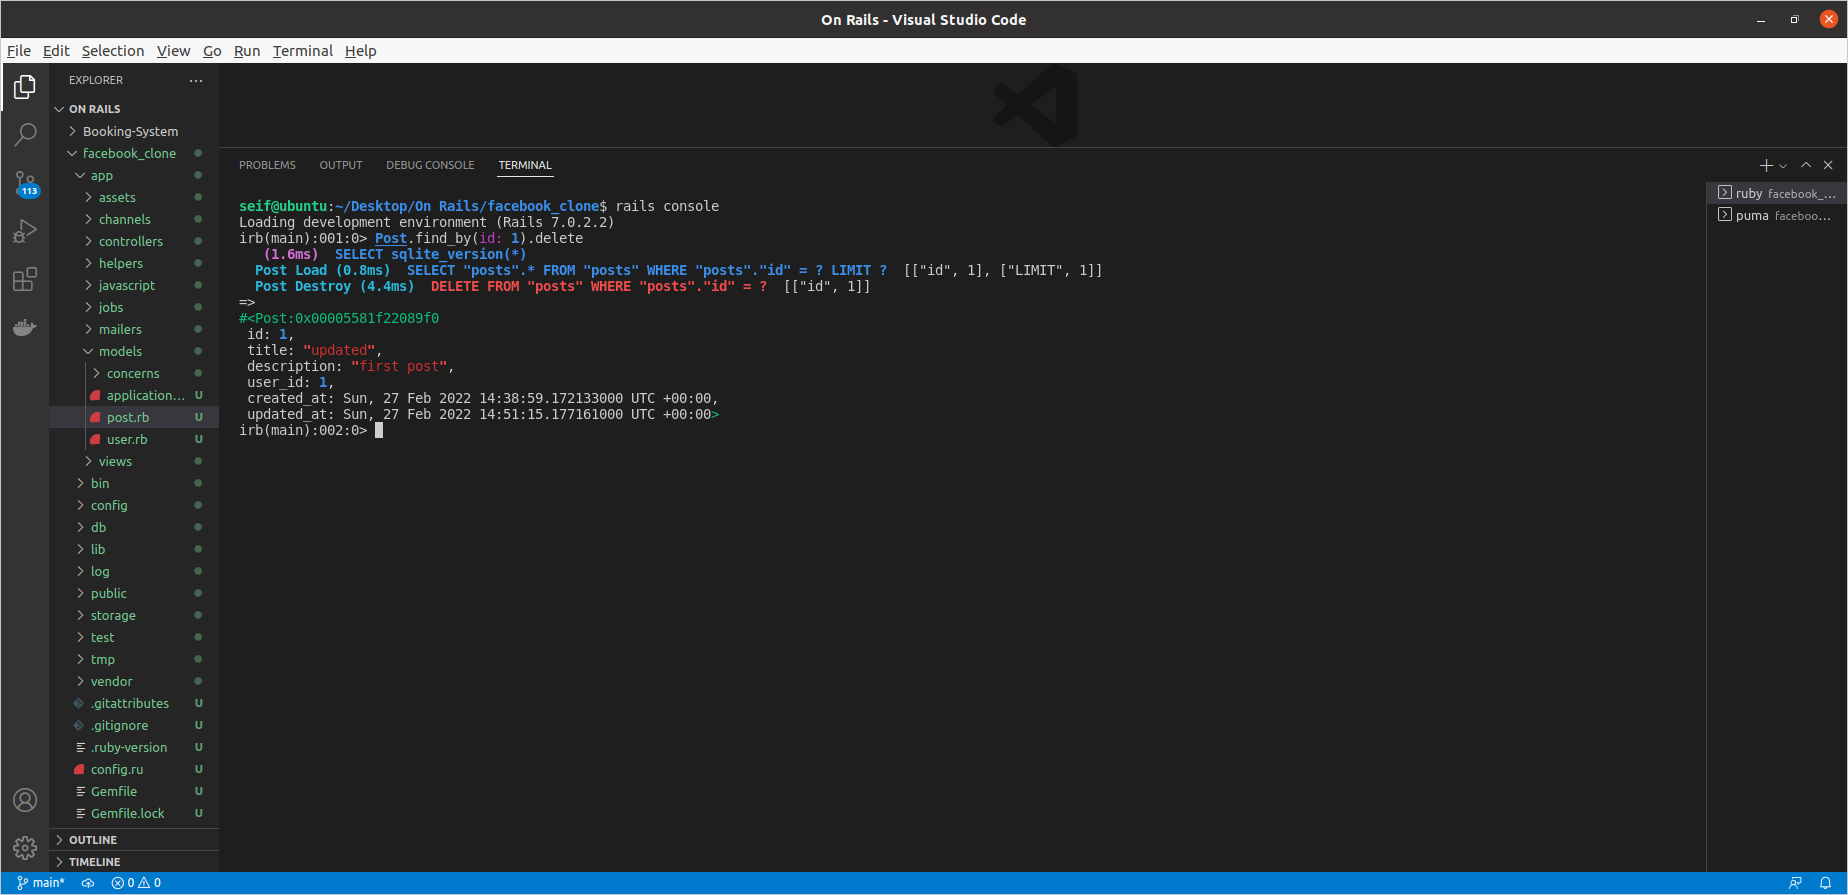 On Rails - Visual Studio Code
File Edit Selection View Go Run Terminal Help
EXPLORER ...
ON RAILS
Booking-System
facebook_clone
app
assets
channels
controllers
helpers
javascript
jobs
mailers
models
concerns
application... U
post.rb U
user.rb U
views
bin
config
db
lib
log
public
storage
test
tmp
vendor
.gitattributes U
.gitignore U
.ruby-version U
config.ru U
Gemfile U
Gemfile.lock U
OUTLINE
TIMELINE
113
PROBLEMS OUTPUT DEBUG CONSOLE TERMINAL
seif@ubuntu:~/Desktop/On Rails/facebook_clone$ rails console
Loading development environment (Rails 7.0.2.2)
irb(main):001:0> Post.find_by(id: 1).delete
(1.6ms) SELECT sqlite_version(*)
Post Load (0.8ms) SELECT "posts".* FROM "posts" WHERE "posts"."id" = ? LIMIT ? [["id", 1], ["LIMIT", 1]]
Post Destroy (4.4ms) DELETE FROM "posts" WHERE "posts"."id" = ? [["id", 1]]
=>
#<Post:0x00005581f22089f0
id: 1,
title: "updated",
description: "first post",
user_id: 1,
created_at: Sun, 27 Feb 2022 14:38:59.172133000 UTC +00:00,
updated_at: Sun, 27 Feb 2022 14:51:15.177161000 UTC +00:00>
irb(main):002:0>
ruby facebook_...
puma faceboo...
main* 0 0